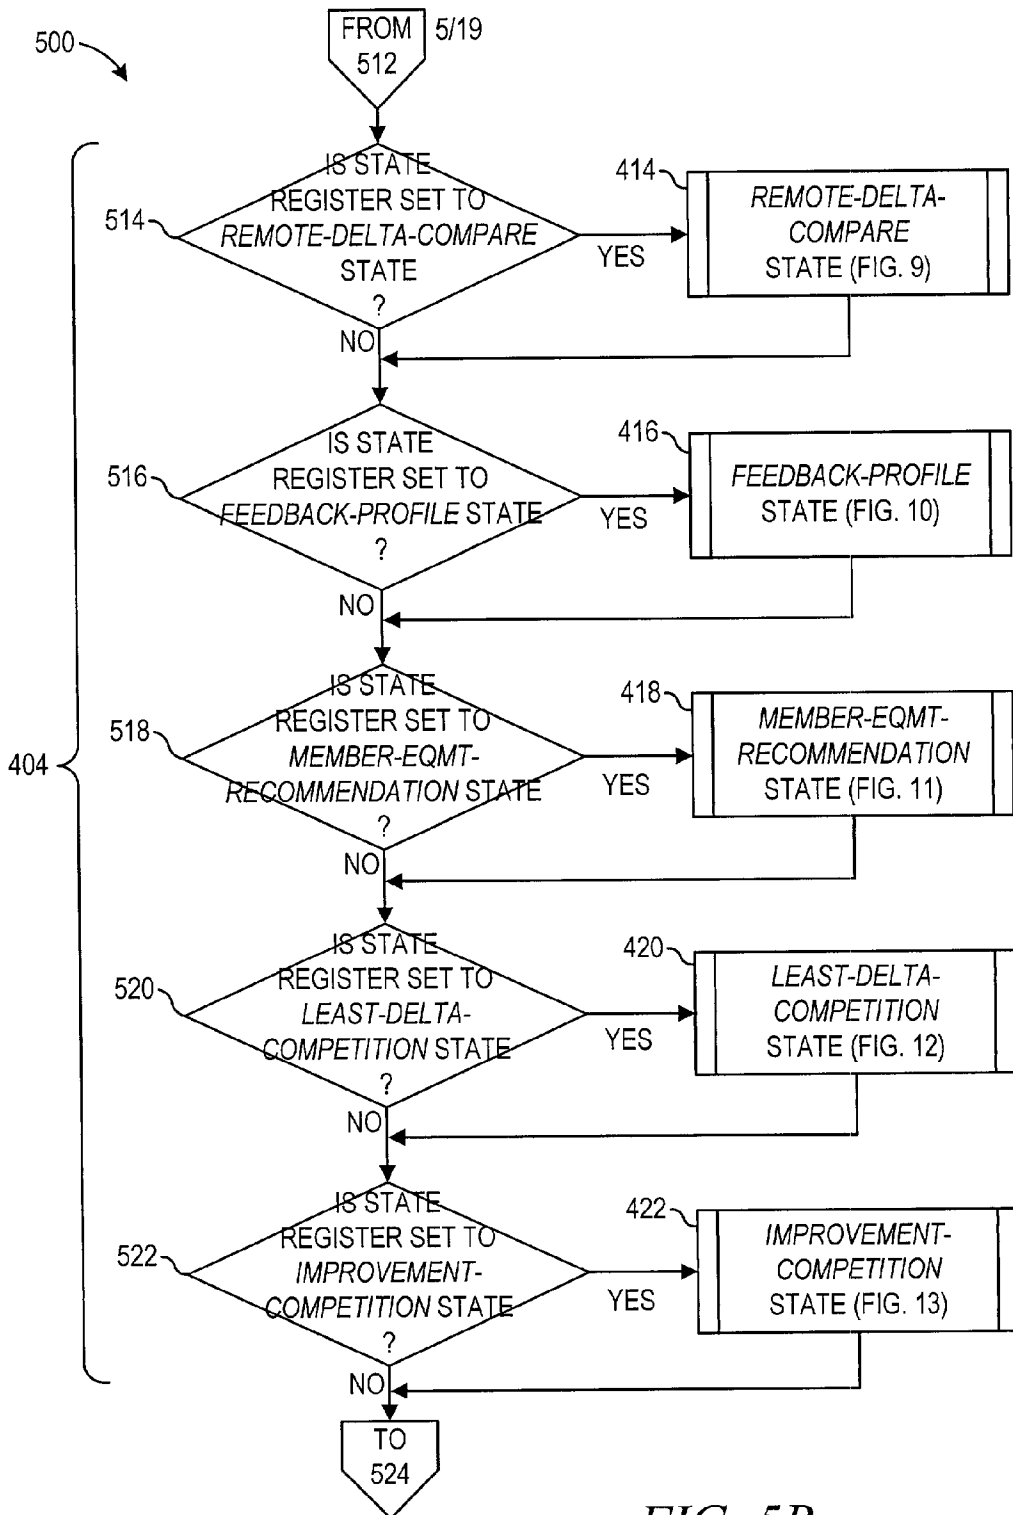 500
FROM
512
5/19
404
514
IS STATE
REGISTER SET TO
REMOTE-DELTA-COMPARE
STATE
?
YES
NO
414
REMOTE-DELTA-
COMPARE
STATE (FIG. 9)
516
IS STATE
REGISTER SET TO
FEEDBACK-PROFILE STATE
?
YES
NO
416
FEEDBACK-PROFILE
STATE (FIG. 10)
518
IS STATE
REGISTER SET TO
MEMBER-EQMT-
RECOMMENDATION STATE
?
YES
NO
418
MEMBER-EQMT-
RECOMMENDATION
STATE (FIG. 11)
520
IS STATE
REGISTER SET TO
LEAST-DELTA-
COMPETITION STATE
?
YES
NO
420
LEAST-DELTA-
COMPETITION
STATE (FIG. 12)
522
IS STATE
REGISTER SET TO
IMPROVEMENT-
COMPETITION STATE
?
YES
NO
422
IMPROVEMENT-
COMPETITION
STATE (FIG. 13)
TO
524
FIG. 5B